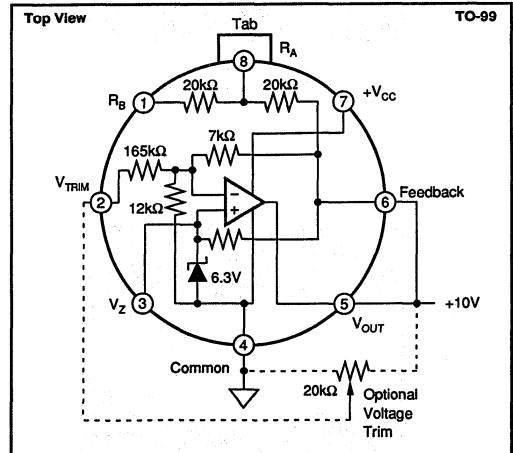 Top View
TO-99
Tab
R_A
8
20kΩ
20kΩ
R_B
1
7
+V_CC
7kΩ
165kΩ
V_TRIM
2
−
+
6
Feedback
12kΩ
6.3V
V_Z
3
5
+10V
V_OUT
4
Common
20kΩ
Optional
Voltage
Trim